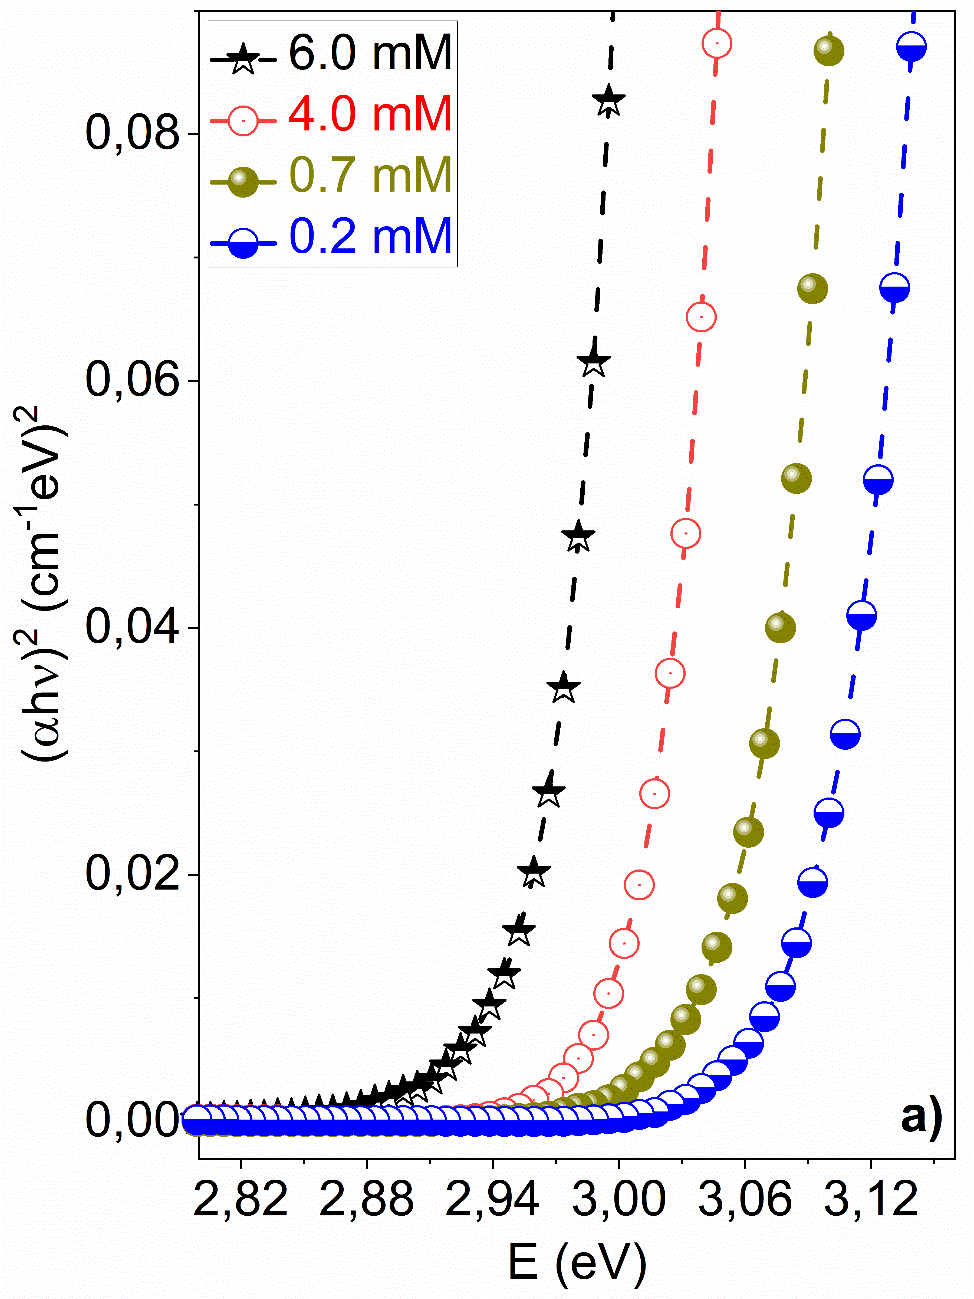 6.0 mM
4.0 mM
0.7 mM
0.2 mM
0,08
0,06
0,04
0,02
0,00
(αhν)² (cm⁻¹eV)²
a)
2,82 2,88 2,94 3,00 3,06 3,12
E (eV)